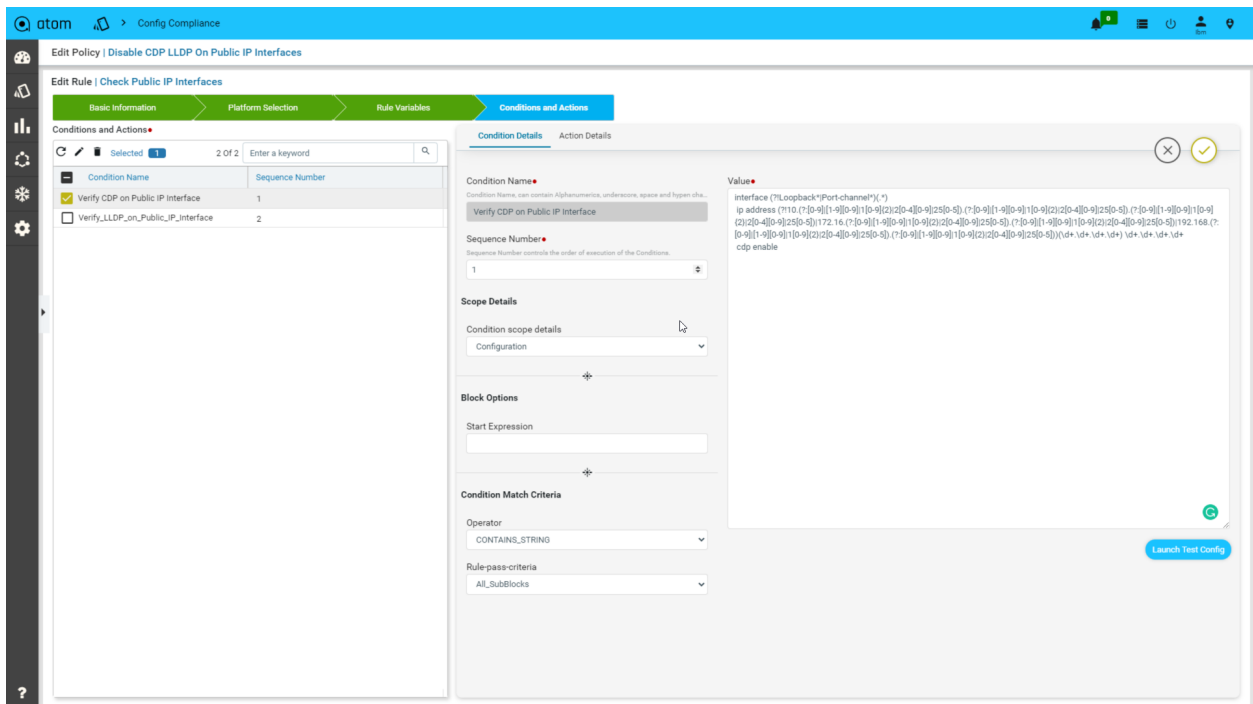 atom > Config Compliance
0
ibm
Edit Policy | Disable CDP LLDP On Public IP Interfaces
Edit Rule | Check Public IP Interfaces
Basic Information
Platform Selection
Rule Variables
Conditions and Actions
Conditions and Actions
Selected 1
2 Of 2
Enter a keyword
Condition Name
Sequence Number
Verify CDP on Public IP Interface
1
Verify_LLDP_on_Public_IP_Interface
2
Condition Details
Action Details
Condition Name
Condition Name, can contain Alphanumerics, underscore, space and hypen cha...
Verify CDP on Public IP Interface
Sequence Number
Sequence Number controls the order of execution of the Conditions.
1
Scope Details
Condition scope details
Configuration
Block Options
Start Expression
Condition Match Criteria
Operator
CONTAINS_STRING
Rule-pass-criteria
All_SubBlocks
Value
interface (?!Loopback*|Port-channel*)(.*)
ip address (?!10.(?:[0-9]|[1-9][0-9]|1[0-9]{2}|2[0-4][0-9]|25[0-5]).(?:[0-9]|[1-9][0-9]|1[0-9]{2}|2[0-4][0-9]|25[0-5]).(?:[0-9]|[1-9][0-9]|1[0-9]
{2}|2[0-4][0-9]|25[0-5])|172.16.(?:[0-9]|[1-9][0-9]|1[0-9]{2}|2[0-4][0-9]|25[0-5]).(?:[0-9]|[1-9][0-9]|1[0-9]{2}|2[0-4][0-9]|25[0-5])|192.168.(?:
[0-9]|[1-9][0-9]|1[0-9]{2}|2[0-4][0-9]|25[0-5]).(?:[0-9]|[1-9][0-9]|1[0-9]{2}|2[0-4][0-9]|25[0-5]))(\d+.\d+.\d+.\d+) \d+.\d+.\d+.\d+
cdp enable
Launch Test Config
?